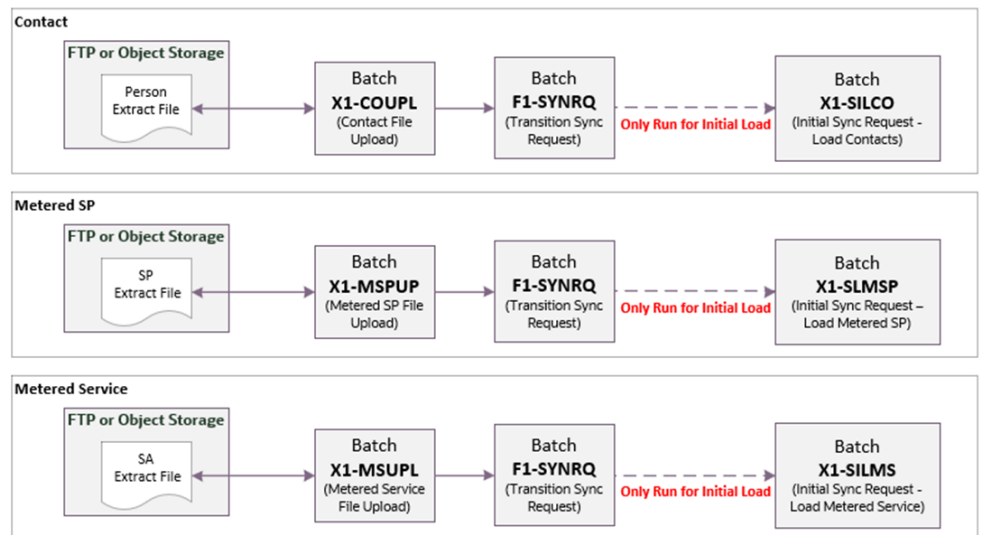 Contact
FTP or Object Storage
Person
Extract File
Batch
X1-COUPL
(Contact File
Upload)
Batch
F1-SYNRQ
(Transition Sync
Request)
Only Run for Initial Load
Batch
X1-SILCO
(Initial Sync Request -
Load Contacts)
Metered SP
FTP or Object Storage
SP
Extract File
Batch
X1-MSPUP
(Metered SP File
Upload)
Batch
F1-SYNRQ
(Transition Sync
Request)
Only Run for Initial Load
Batch
X1-SLMSP
(Initial Sync Request –
Load Metered SP)
Metered Service
FTP or Object Storage
SA
Extract File
Batch
X1-MSUPL
(Metered Service
File Upload)
Batch
F1-SYNRQ
(Transition Sync
Request)
Only Run for Initial Load
Batch
X1-SILMS
(Initial Sync Request -
Load Metered Service)